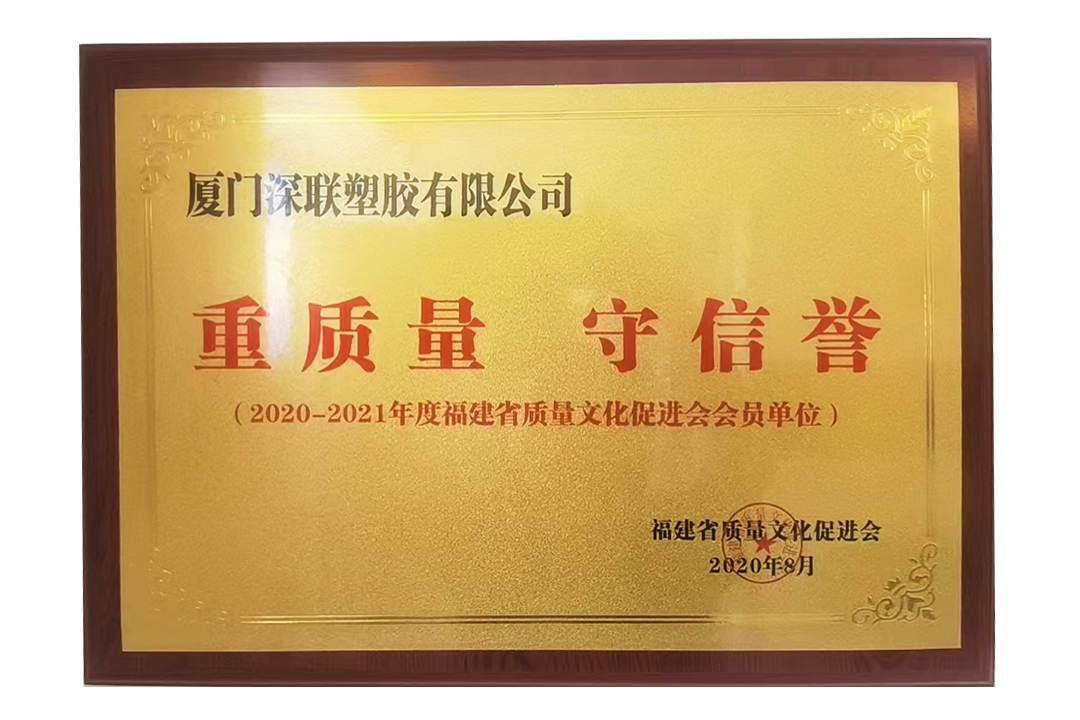 厦门深联塑胶有限公司
重质量 守信誉
（2020-2021年度福建省质量文化促进会会员单位）
福建省质量文化促进会
2020年8月